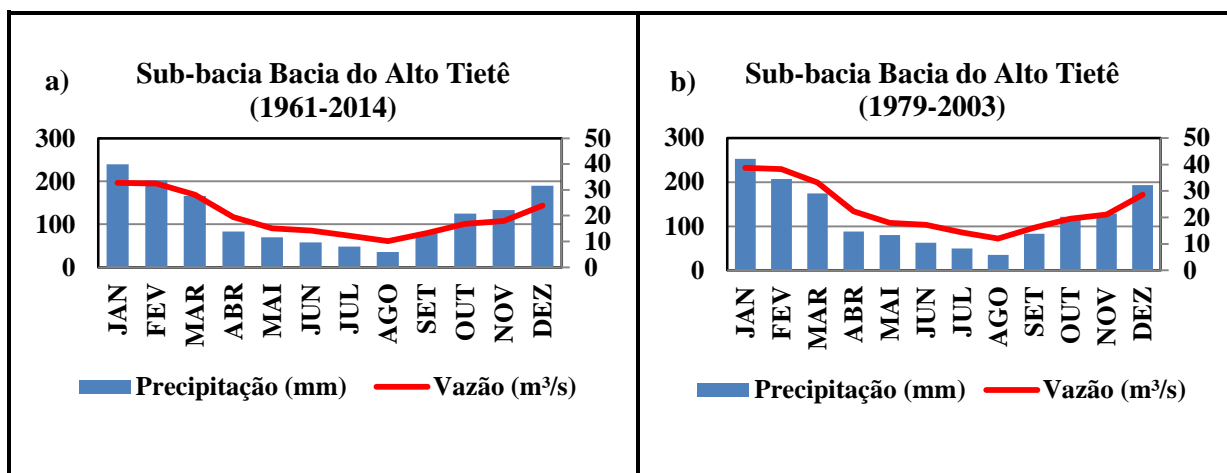 a)
Sub-bacia Bacia do Alto Tietê
(1961-2014)
300
200
100
0
50
40
30
20
10
0
JAN
FEV
MAR
ABR
MAI
JUN
JUL
AGO
SET
OUT
NOV
DEZ
Precipitação (mm) Vazão (m³/s)
b)
Sub-bacia Bacia do Alto Tietê
(1979-2003)
300
200
100
0
50
40
30
20
10
0
JAN
FEV
MAR
ABR
MAI
JUN
JUL
AGO
SET
OUT
NOV
DEZ
Precipitação (mm) Vazão (m³/s)